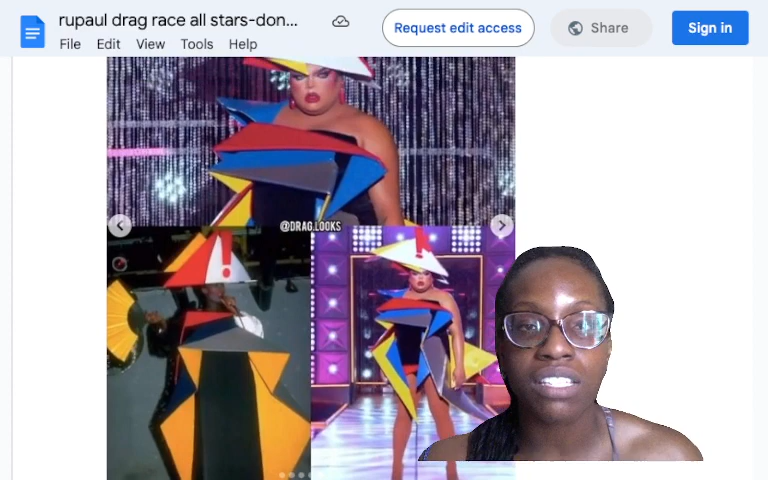 rupaul drag race all stars-don...
File Edit View Tools Help
Request edit access
Share
Sign in
@DRAG.LOOKS
!
!